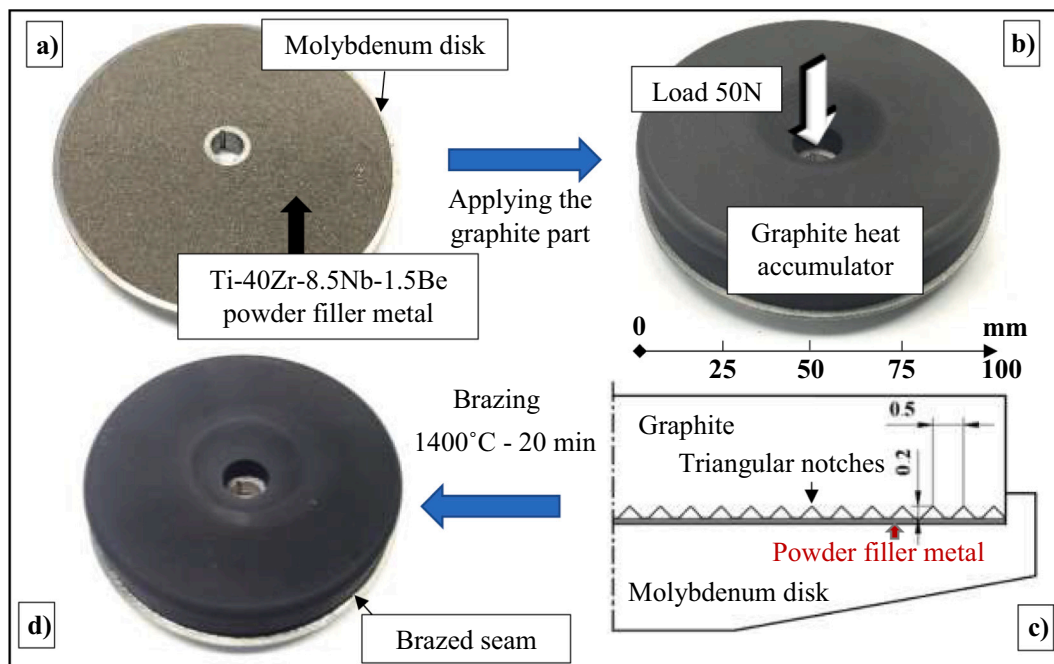 a)
Molybdenum disk
b)
Load 50N
Applying the
graphite part
Graphite heat
accumulator
Ti-40Zr-8.5Nb-1.5Be
powder filler metal
0
mm
25
50
75
100
Brazing
1400˚C - 20 min
Graphite
0.5
Triangular notches
0.2
Powder filler metal
Molybdenum disk
c)
d)
Brazed seam